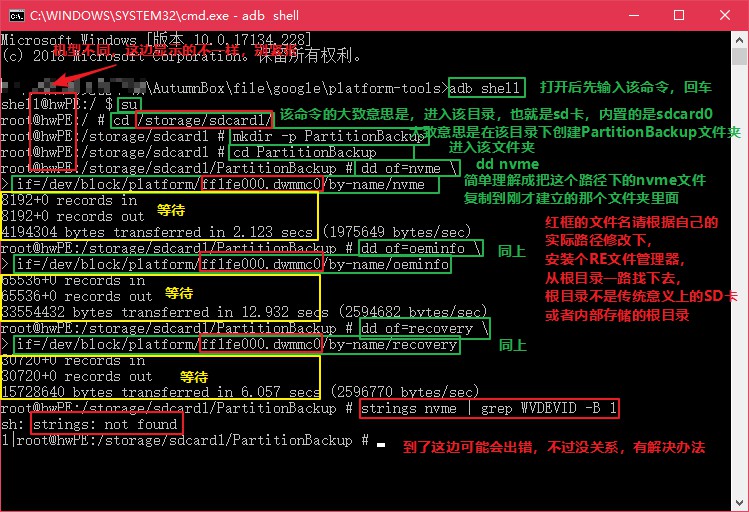 C:\WINDOWS\SYSTEM32\cmd.exe - adb shell
Microsoft Windows [版本 10.0.17134.228]
机型不同，这边显示的不一样，别紧张
(c) 2018 Microsoft Corporation。保留所有权利。
\AutumnBox\file\google\platform-tools>adb shell
打开后先输入该命令，回车
shell@hwPE:/ $ su
root@hwPE:/ # cd /storage/sdcard1/
该命令的大致意思是，进入该目录，也就是sd卡，内置的是sdcard0
root@hwPE:/storage/sdcard1 # mkdir -p PartitionBackup
大致意思是在该目录下创建PartitionBackup文件夹
root@hwPE:/storage/sdcard1 # cd PartitionBackup
进入该文件夹
root@hwPE:/storage/sdcard1/PartitionBackup # dd of=nvme \
dd nvme
> if=/dev/block/platform/ff1fe000.dwmmc0/by-name/nvme
简单理解成把这个路径下的nvme文件
复制到刚才建立的那个文件夹里面
8192+0 records in
8192+0 records out
等待
4194304 bytes transferred in 2.123 secs (1975649 bytes/sec)
root@hwPE:/storage/sdcard1/PartitionBackup # dd of=oeminfo \
同上
> if=/dev/block/platform/ff1fe000.dwmmc0/by-name/oeminfo
65536+0 records in
65536+0 records out
等待
33554432 bytes transferred in 12.932 secs (2594682 bytes/sec)
红框的文件名请根据自己的
实际路径修改下，
安装个RE文件管理器，
从根目录一路找下去，
根目录不是传统意义上的SD卡
或者内部存储的根目录
root@hwPE:/storage/sdcard1/PartitionBackup # dd of=recovery \
> if=/dev/block/platform/ff1fe000.dwmmc0/by-name/recovery
同上
30720+0 records in
30720+0 records out
等待
15728640 bytes transferred in 6.057 secs (2596770 bytes/sec)
root@hwPE:/storage/sdcard1/PartitionBackup # strings nvme | grep WVDEVID -B 1
sh: strings: not found
1|root@hwPE:/storage/sdcard1/PartitionBackup #
到了这边可能会出错，不过没关系，有解决办法